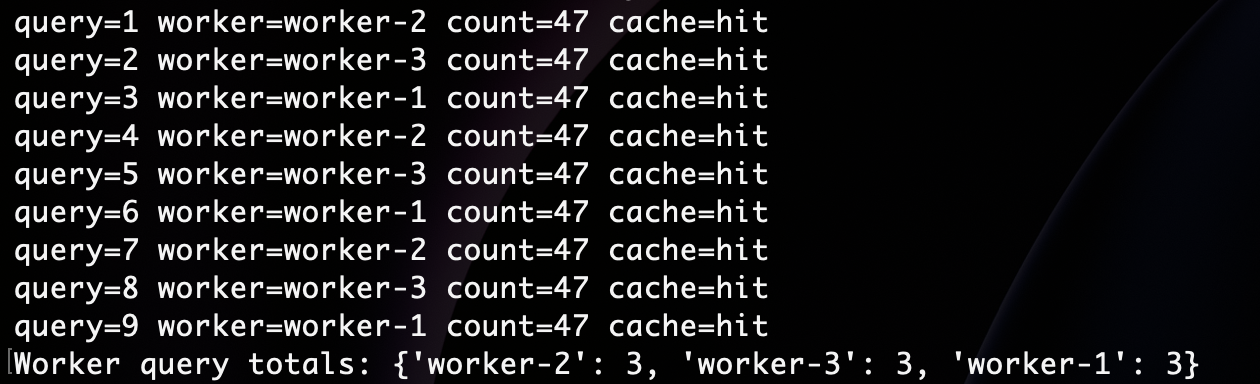 query=1 worker=worker-2 count=47 cache=hit
query=2 worker=worker-3 count=47 cache=hit
query=3 worker=worker-1 count=47 cache=hit
query=4 worker=worker-2 count=47 cache=hit
query=5 worker=worker-3 count=47 cache=hit
query=6 worker=worker-1 count=47 cache=hit
query=7 worker=worker-2 count=47 cache=hit
query=8 worker=worker-3 count=47 cache=hit
query=9 worker=worker-1 count=47 cache=hit
Worker query totals: {'worker-2': 3, 'worker-3': 3, 'worker-1': 3}